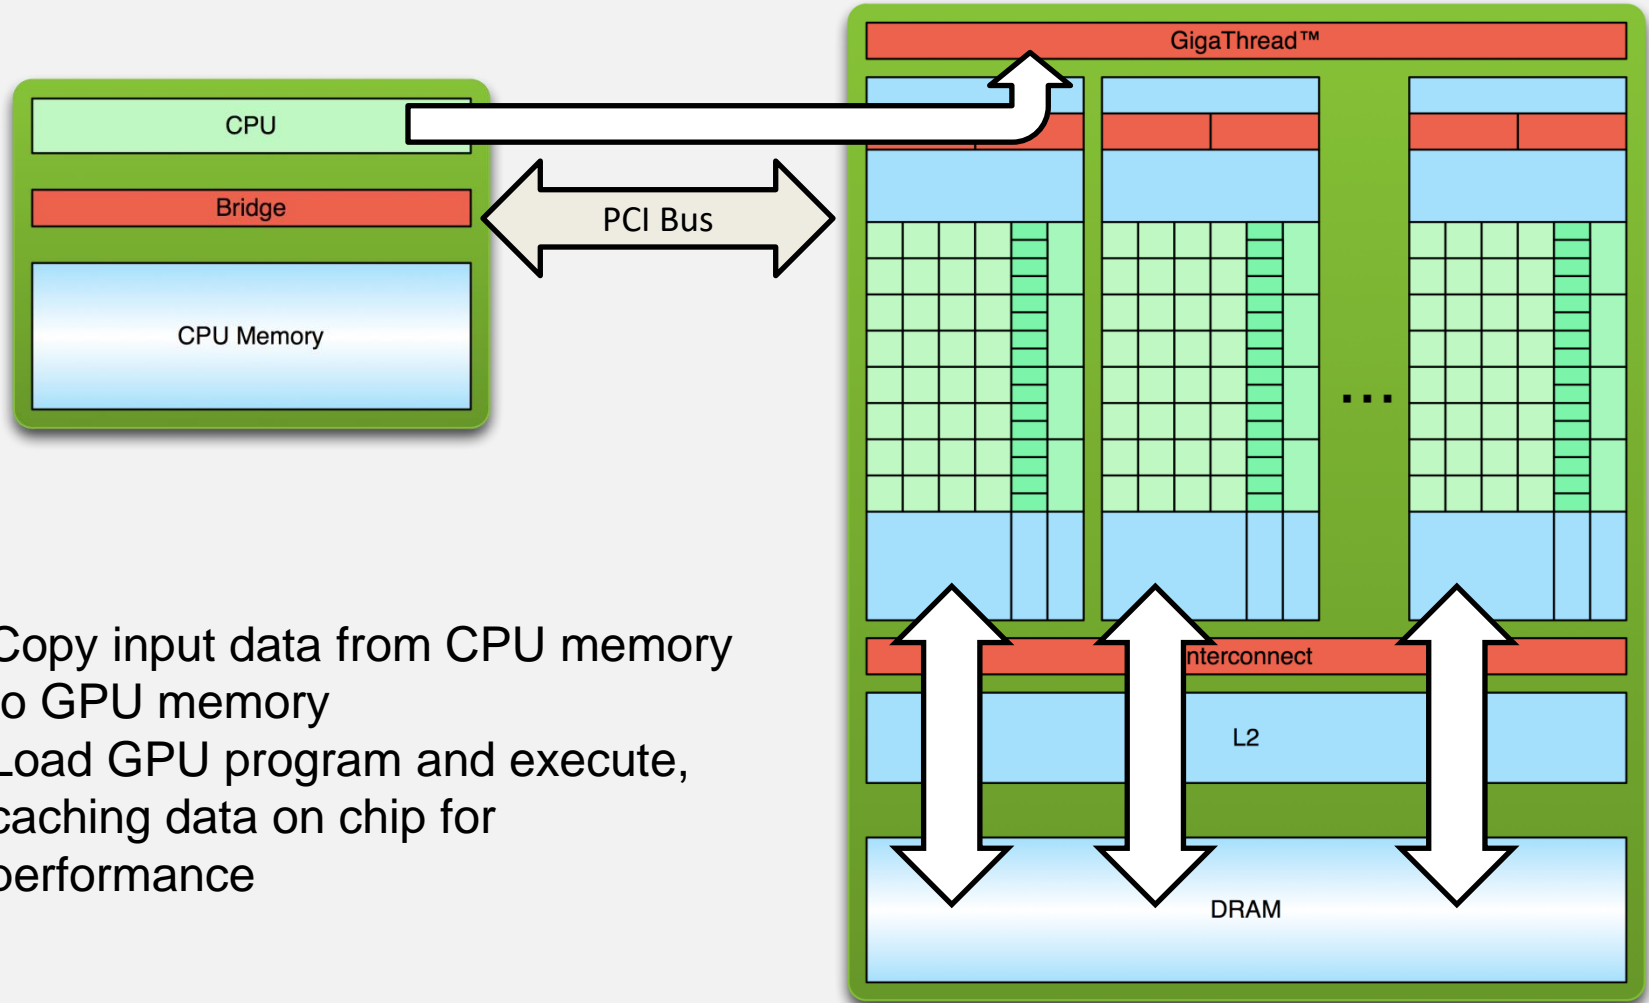 GigaThread™
CPU
Bridge
PCI Bus
CPU Memory
...
Copy input data from CPU memory
to GPU memory
Load GPU program and execute,
caching data on chip for
performance
nterconnect
L2
DRAM